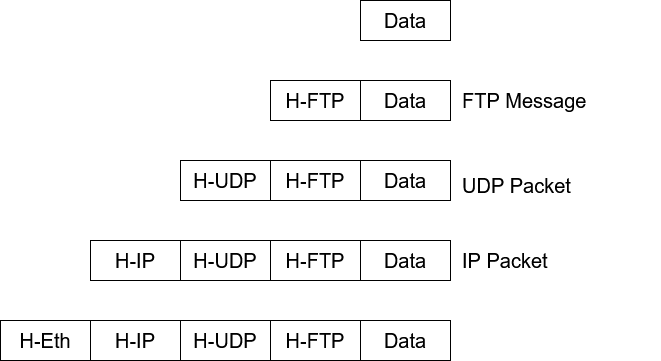 Data
H-FTP Data FTP Message
H-UDP H-FTP Data UDP Packet
H-IP H-UDP H-FTP Data IP Packet
H-Eth H-IP H-UDP H-FTP Data